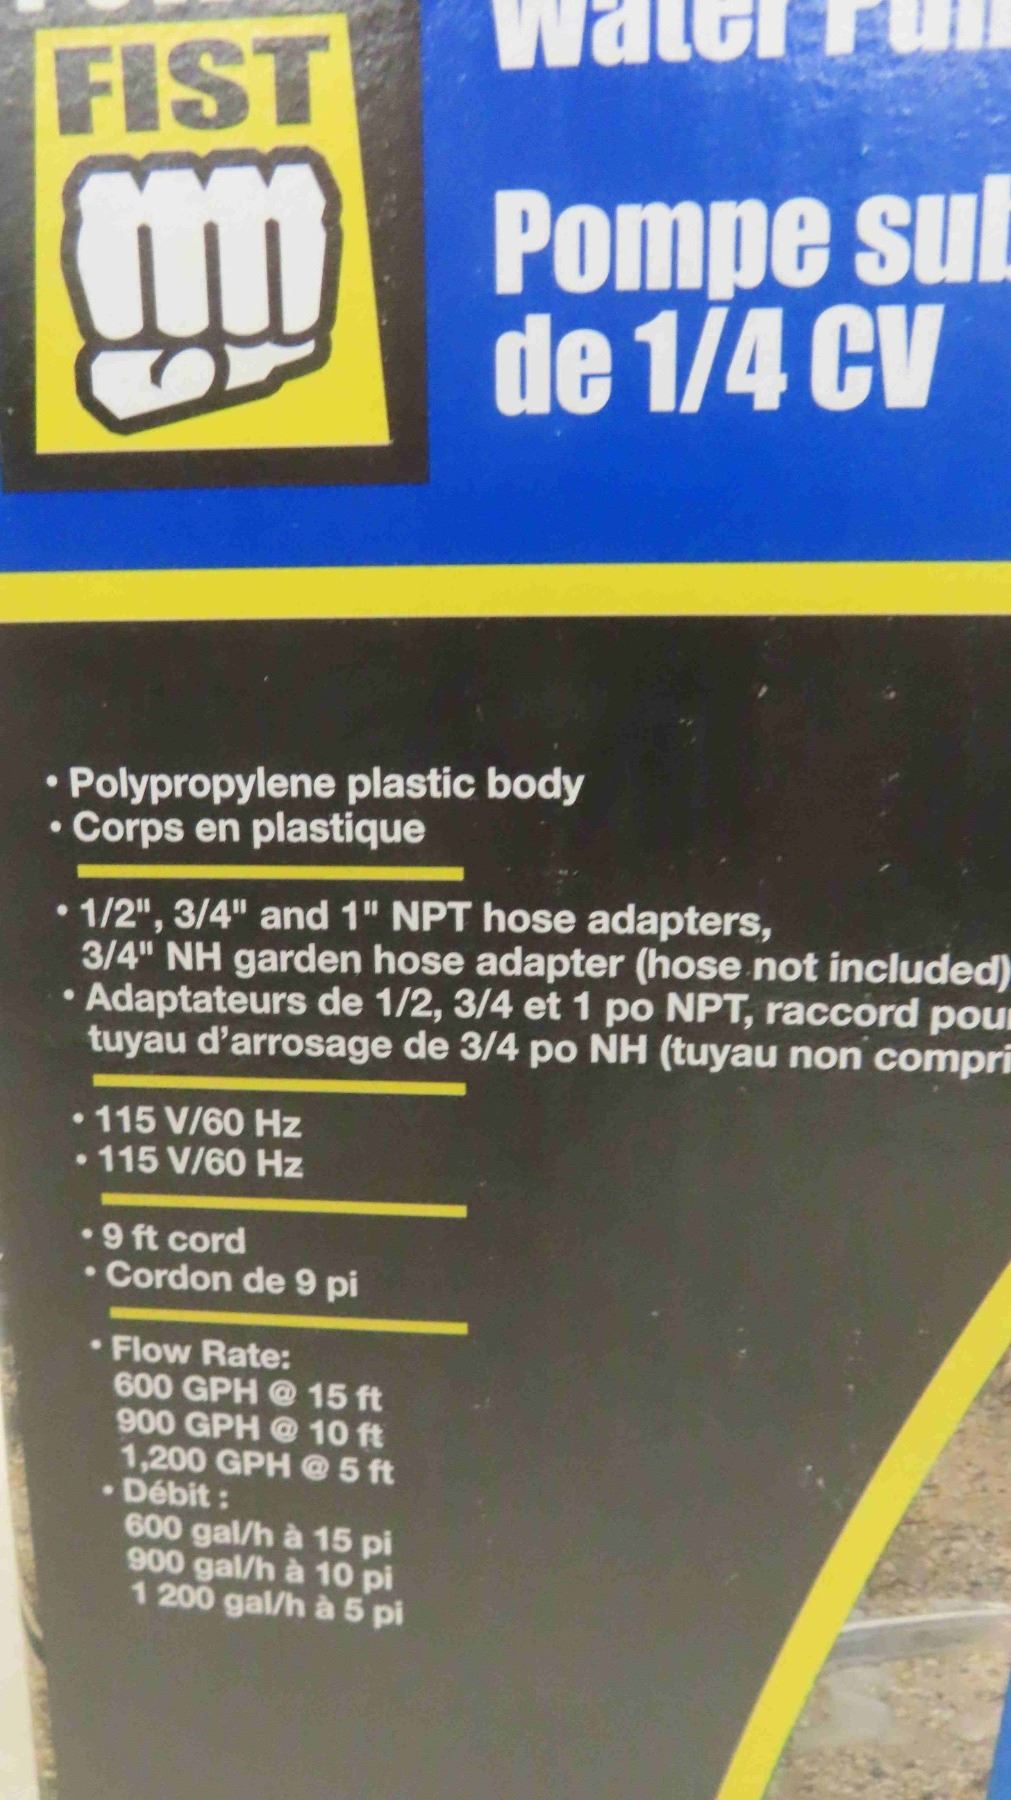 FIST
Water
Pompe
de 1/4 CV
• Polypropylene plastic body
• Corps en plastique
• 1/2", 3/4" and 1" NPT hose adapters,
3/4" NH garden hose adapter (hose not included)
• Adaptateurs de 1/2, 3/4 et 1 po NPT, raccord pour
tuyau d'arrosage de 3/4 po NH (tuyau non
• 115 V/60 Hz
• 115 V/60 Hz
• 9 ft cord
• Cordon de 9 pi
• Flow Rate:
600 GPH @ 15 ft
900 GPH @ 10 ft
1,200 GPH @ 5 ft
• Débit :
600 gal/h à 15 pi
900 gal/h à 10 pi
1 200 gal/h à 5 pi